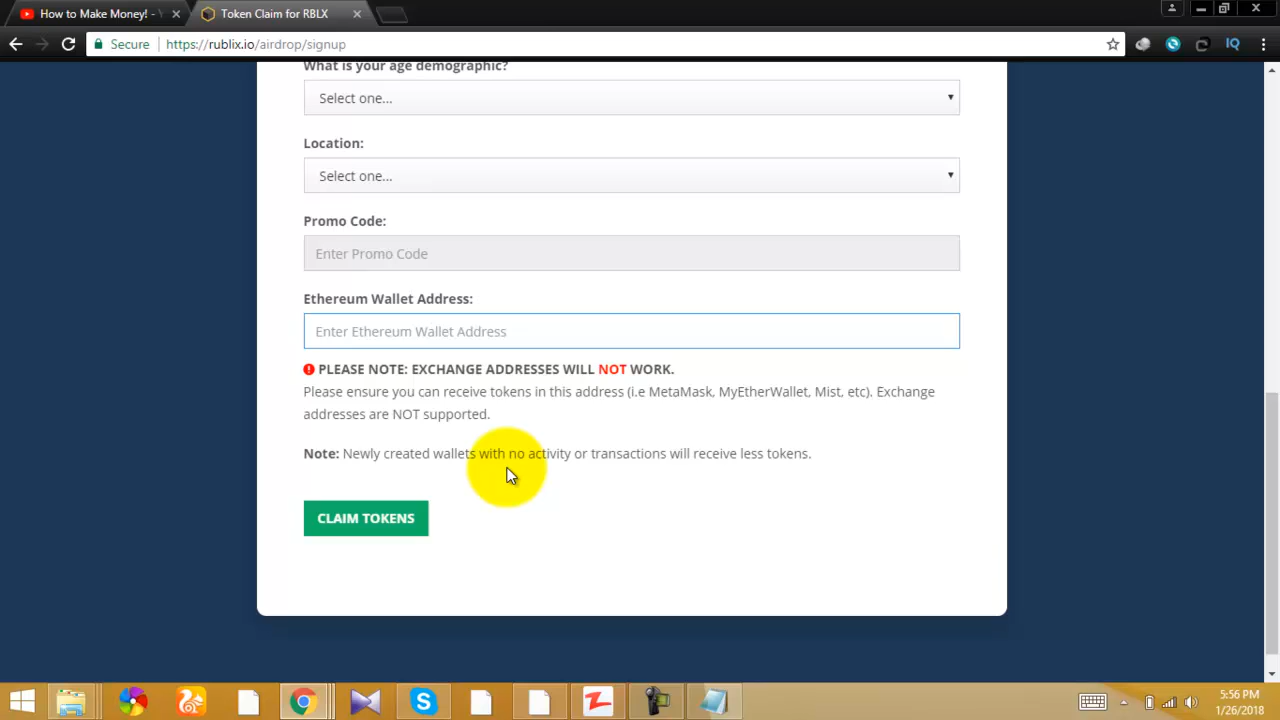 How to Make Money! - Y
Token Claim for RBLX
Secure
https://rublix.io/airdrop/signup
IQ
What is your age demographic?
Select one...
Location:
Select one...
Promo Code:
Enter Promo Code
Ethereum Wallet Address:
Enter Ethereum Wallet Address
PLEASE NOTE: EXCHANGE ADDRESSES WILL NOT WORK.
Please ensure you can receive tokens in this address (i.e MetaMask, MyEtherWallet, Mist, etc). Exchange
addresses are NOT supported.
Note: Newly created wallets with no activity or transactions will receive less tokens.
CLAIM TOKENS
5:56 PM
1/26/2018